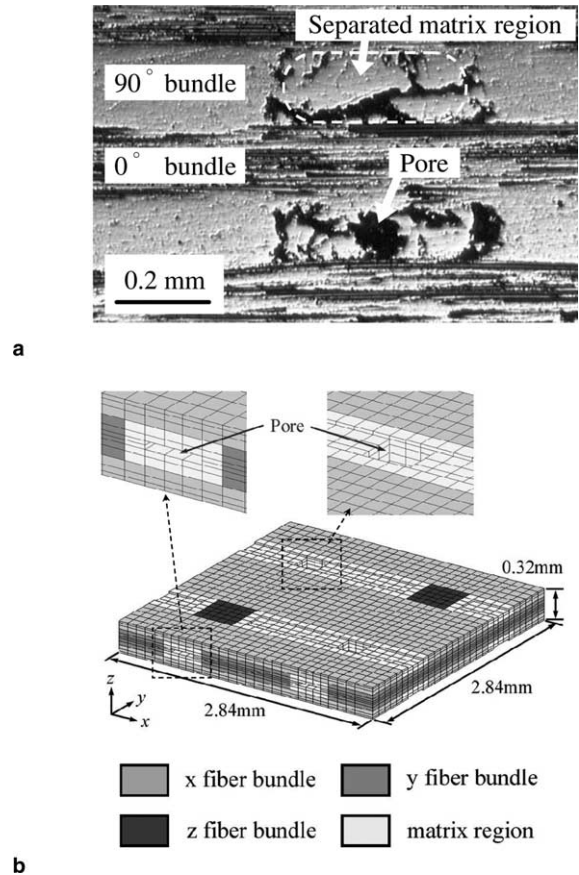 Separated matrix region
90° bundle
0° bundle
Pore
0.2 mm
a
Pore
0.32mm
z
y
x
2.84mm
2.84mm
x fiber bundle
y fiber bundle
z fiber bundle
matrix region
b